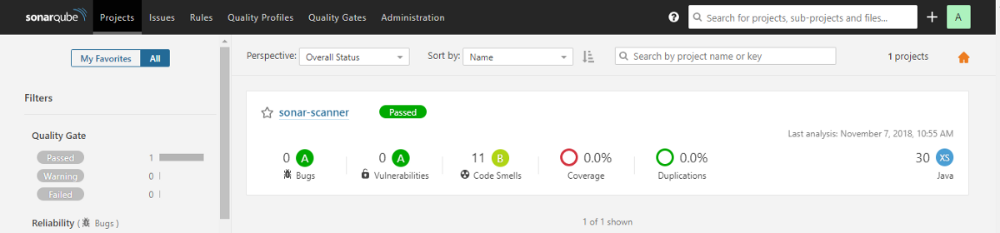 sonarqube Projects Issues Rules Quality Profiles Quality Gates Administration ? Search for projects, sub-projects and files... + A
My Favorites All Perspective: Overall Status Sort by: Name Search by project name or key 1 projects
Filters
sonar-scanner Passed
Last analysis: November 7, 2018, 10:55 AM
Quality Gate
Passed 1
Warning 0
Failed 0
0 A 0 A 11 B 0.0% 0.0% 30 XS
Bugs Vulnerabilities Code Smells Coverage Duplications Java
Reliability ( Bugs )
1 of 1 shown